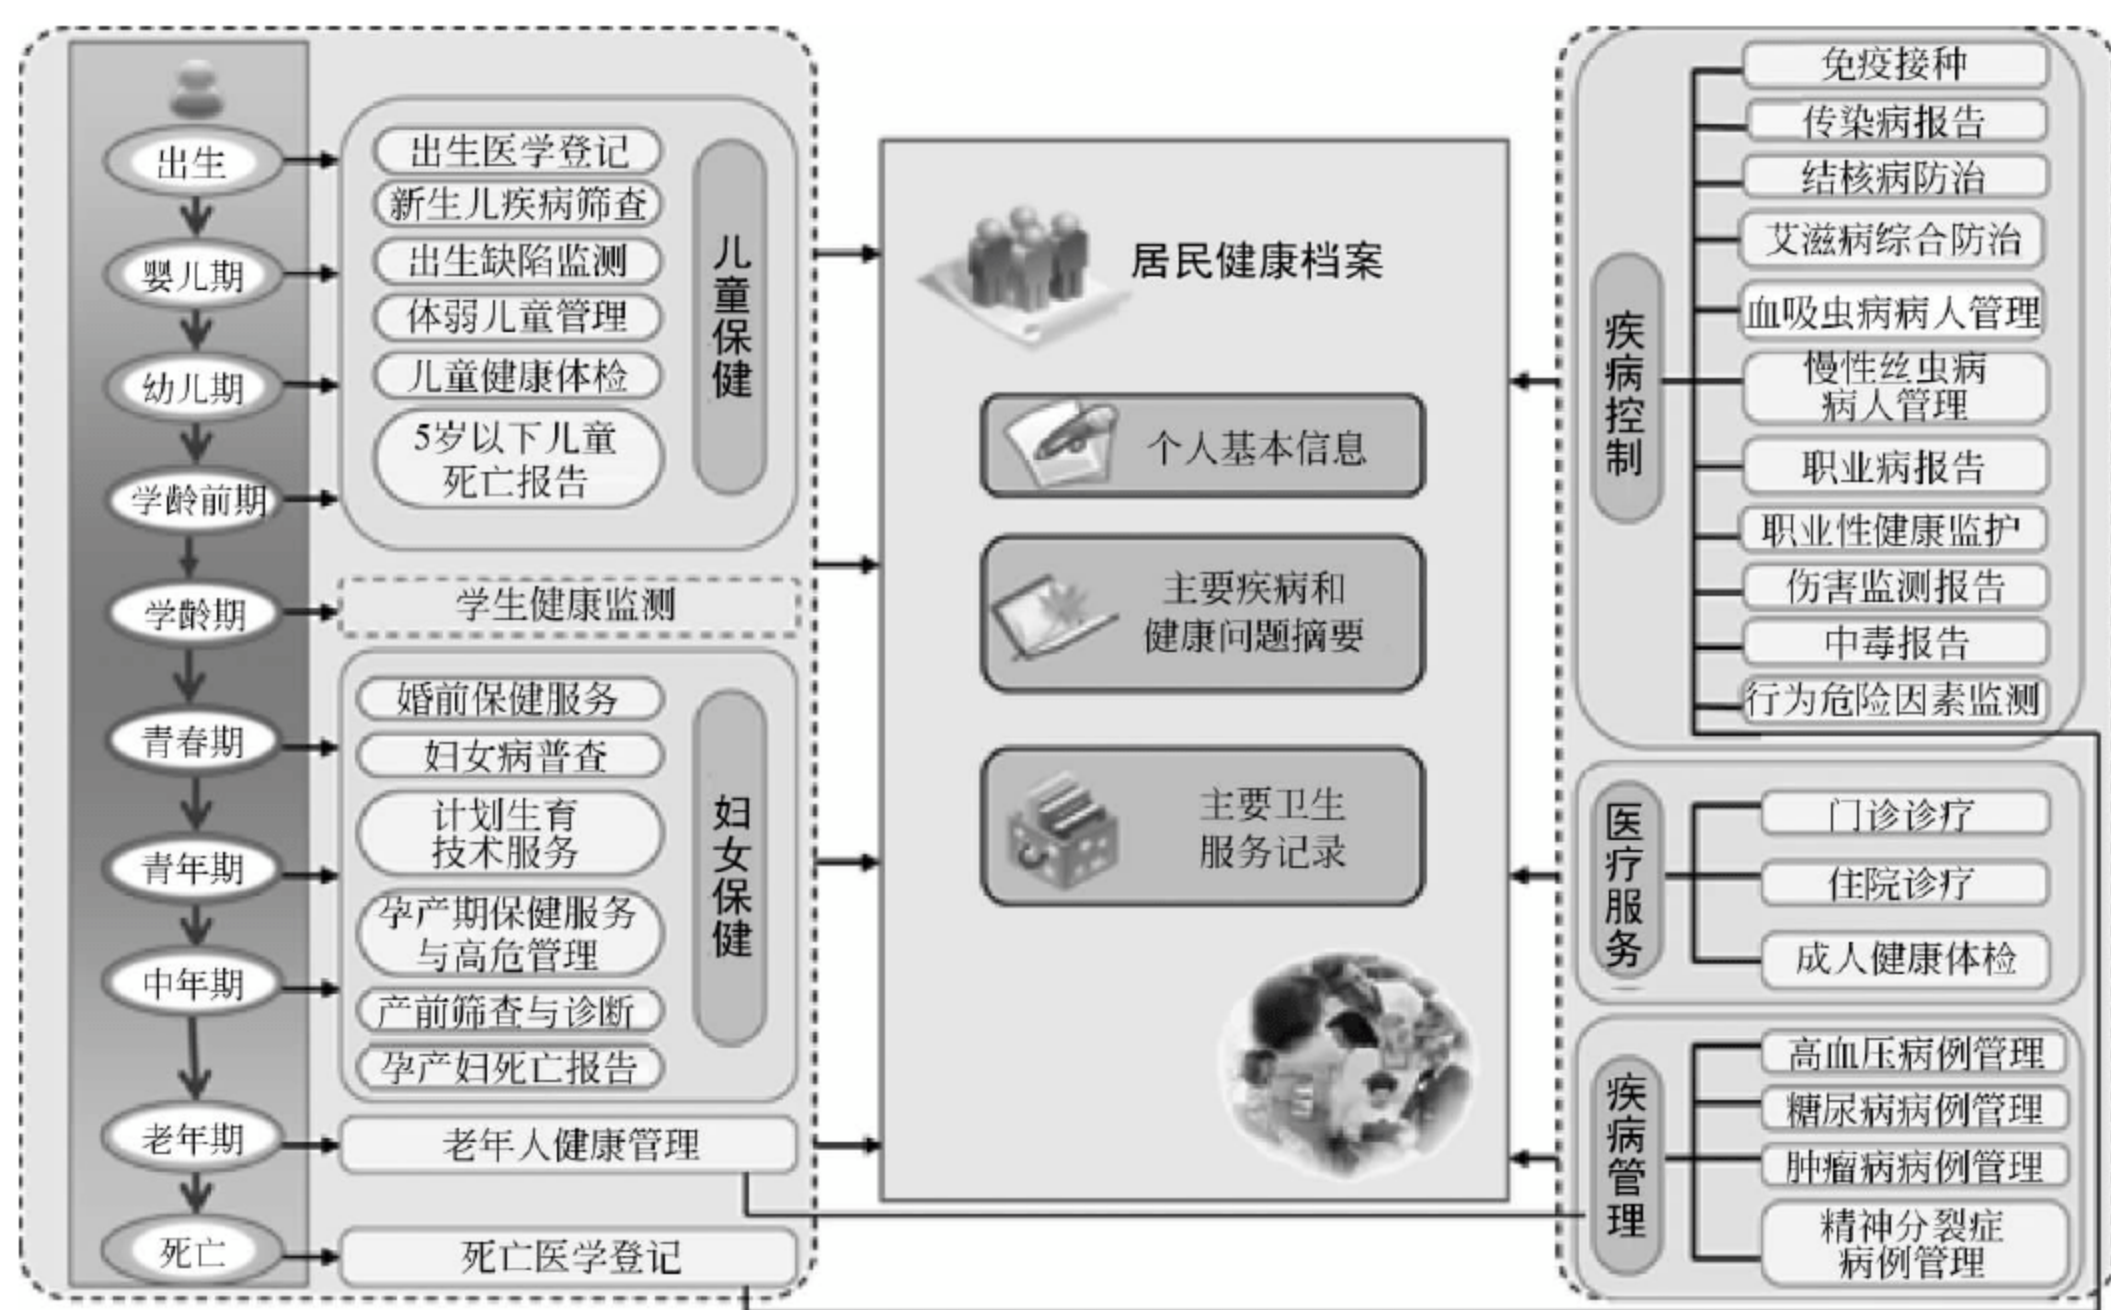 出生
婴儿期
幼儿期
学龄前期
学龄期
青春期
青年期
中年期
老年期
死亡
出生医学登记
新生儿疾病筛查
出生缺陷监测
体弱儿童管理
儿童健康体检
5岁以下儿童
死亡报告
儿童保健
学生健康监测
婚前保健服务
妇女病普查
计划生育
技术服务
孕产期保健服务
与高危管理
产前筛查与诊断
孕产妇死亡报告
妇女保健
老年人健康管理
死亡医学登记
居民健康档案
个人基本信息
主要疾病和
健康问题摘要
主要卫生
服务记录
疾病控制
免疫接种
传染病报告
结核病防治
艾滋病综合防治
血吸虫病病人管理
慢性丝虫病
病人管理
职业病报告
职业性健康监护
伤害监测报告
中毒报告
行为危险因素监测
医疗服务
门诊诊疗
住院诊疗
成人健康体检
疾病管理
高血压病例管理
糖尿病病例管理
肿瘤病病例管理
精神分裂症
病例管理